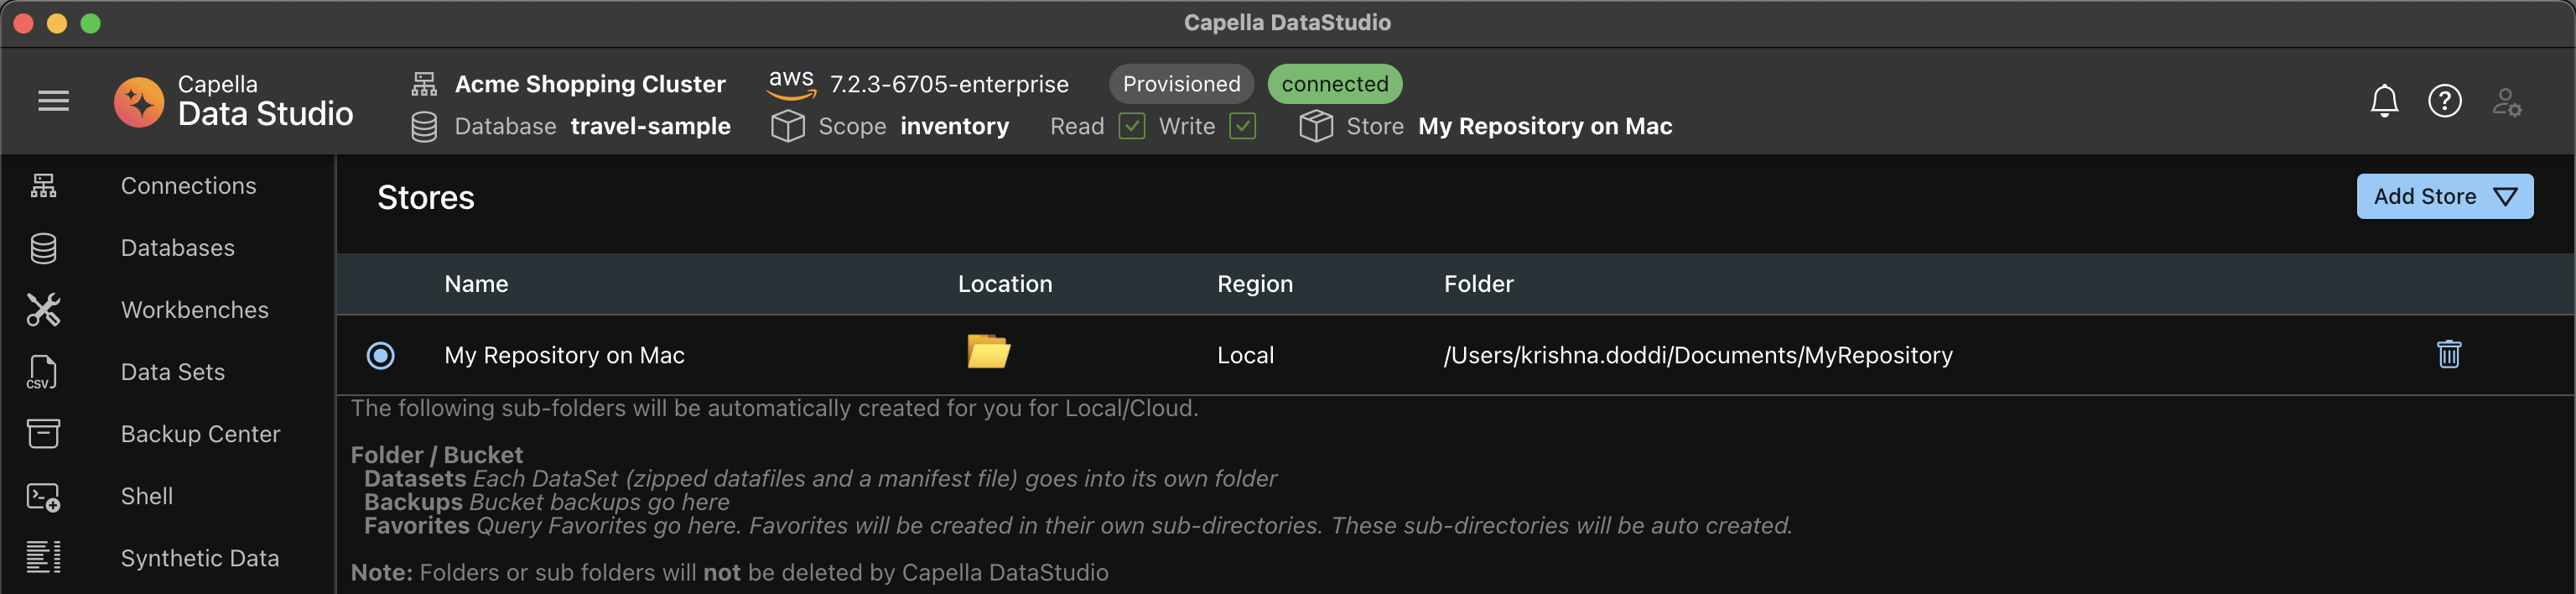 Capella DataStudio
Capella
Data Studio
Acme Shopping Cluster aws 7.2.3-6705-enterprise Provisioned connected
Database travel-sample Scope inventory Read Write Store My Repository on Mac
Connections
Databases
Workbenches
CSV Data Sets
Backup Center
Shell
Synthetic Data
Stores
Add Store
Name Location Region Folder
My Repository on Mac Local /Users/krishna.doddi/Documents/MyRepository
The following sub-folders will be automatically created for you for Local/Cloud.
Folder / Bucket
Datasets Each DataSet (zipped datafiles and a manifest file) goes into its own folder
Backups Bucket backups go here
Favorites Query Favorites go here. Favorites will be created in their own sub-directories. These sub-directories will be auto created.
Note: Folders or sub folders will not be deleted by Capella DataStudio